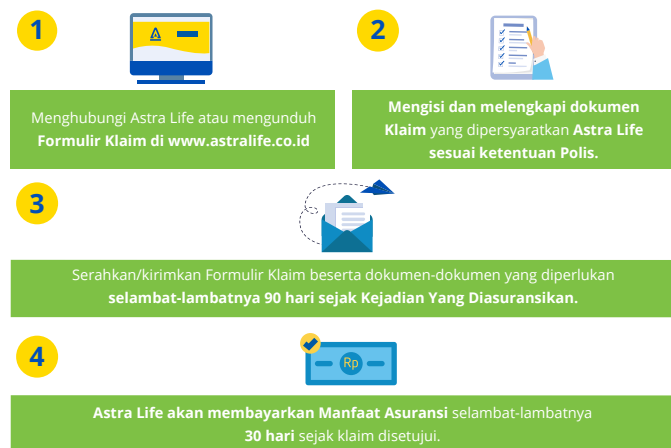 1
Menghubungi Astra Life atau mengunduh
Formulir Klaim di www.astralife.co.id
2
Mengisi dan melengkapi dokumen
Klaim yang dipersyaratkan Astra Life
sesuai ketentuan Polis.
3
Serahkan/kirimkan Formulir Klaim beserta dokumen-dokumen yang diperlukan
selambat-lambatnya 90 hari sejak Kejadian Yang Diasuransikan.
4
Rp
Astra Life akan membayarkan Manfaat Asuransi selambat-lambatnya
30 hari sejak klaim disetujui.